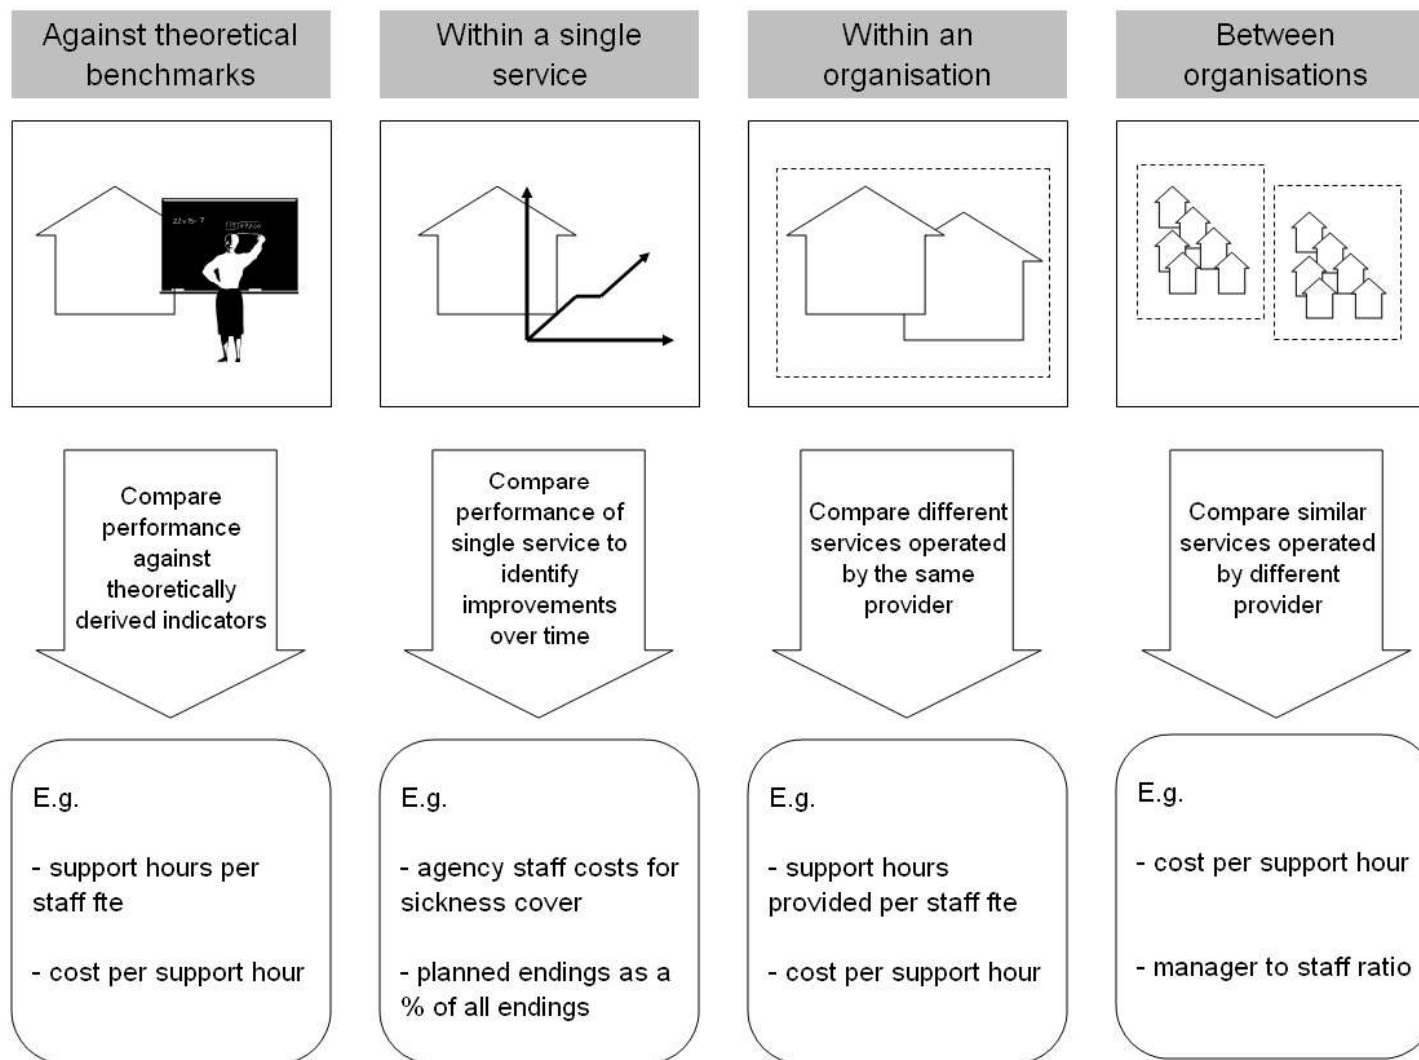 Against theoretical
benchmarks
Within a single
service
Within an
organisation
Between
organisations
Compare
performance
against
theoretically
derived indicators
Compare
performance of
single service to
identify
improvements
over time
Compare different
services operated
by the same
provider
Compare similar
services operated
by different
provider
E.g.
- support hours per
staff fte
- cost per support hour
E.g.
- agency staff costs for
sickness cover
- planned endings as a
% of all endings
E.g.
- support hours
provided per staff fte
- cost per support hour
E.g.
- cost per support hour
- manager to staff ratio